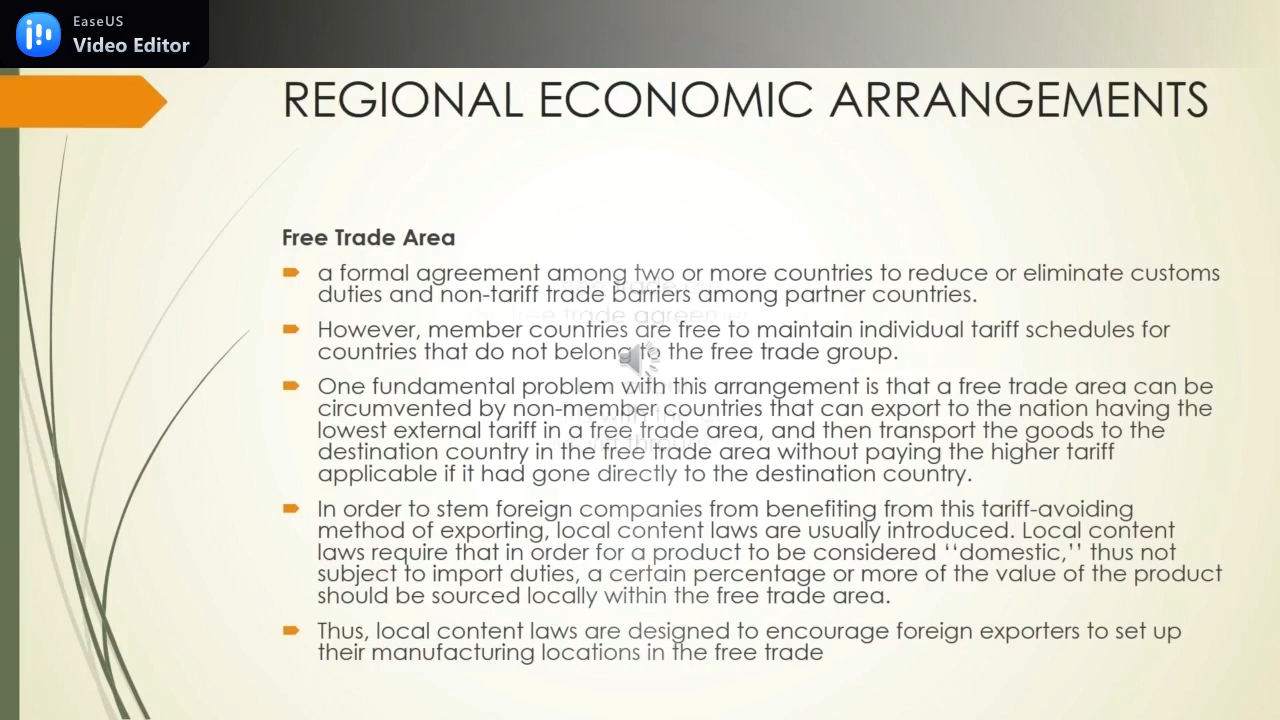 EaseUS
Video Editor
REGIONAL ECONOMIC ARRANGEMENTS
Free Trade Area
a formal agreement among two or more countries to reduce or eliminate customs
duties and non-tariff trade barriers among partner countries.
However, member countries are free to maintain individual tariff schedules for
countries that do not belong to the free trade group.
One fundamental problem with this arrangement is that a free trade area can be
circumvented by non-member countries that can export to the nation having the
lowest external tariff in a free trade area, and then transport the goods to the
destination country in the free trade area without paying the higher tariff
applicable if it had gone directly to the destination country.
In order to stem foreign companies from benefiting from this tariff-avoiding
method of exporting, local content laws are usually introduced. Local content
laws require that in order for a product to be considered ‘‘domestic,’’ thus not
subject to import duties, a certain percentage or more of the value of the product
should be sourced locally within the free trade area.
Thus, local content laws are designed to encourage foreign exporters to set up
their manufacturing locations in the free trade